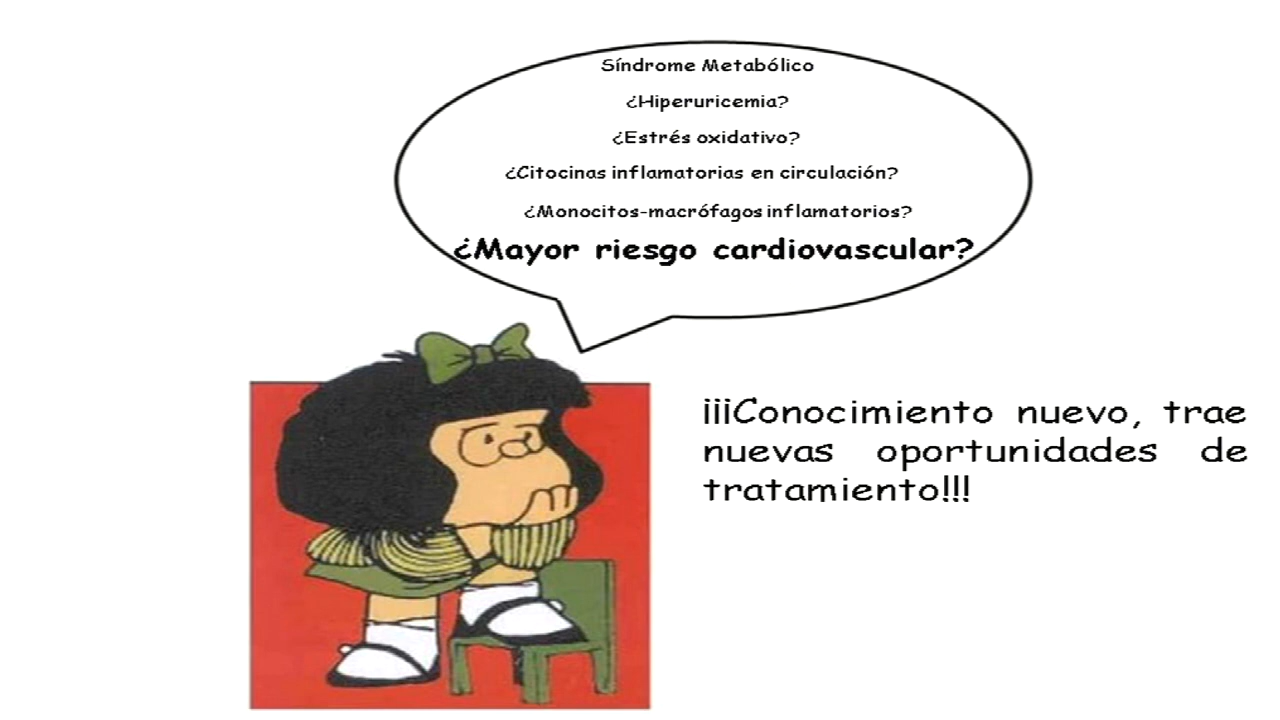 Síndrome Metabólico
¿Hiperuricemia?
¿Estrés oxidativo?
¿Citocinas inflamatorias en circulación?
¿Monocitos-macrófagos inflamatorios?
¿Mayor riesgo cardiovascular?
¡¡¡Conocimiento nuevo, trae
nuevas oportunidades de
tratamiento!!!